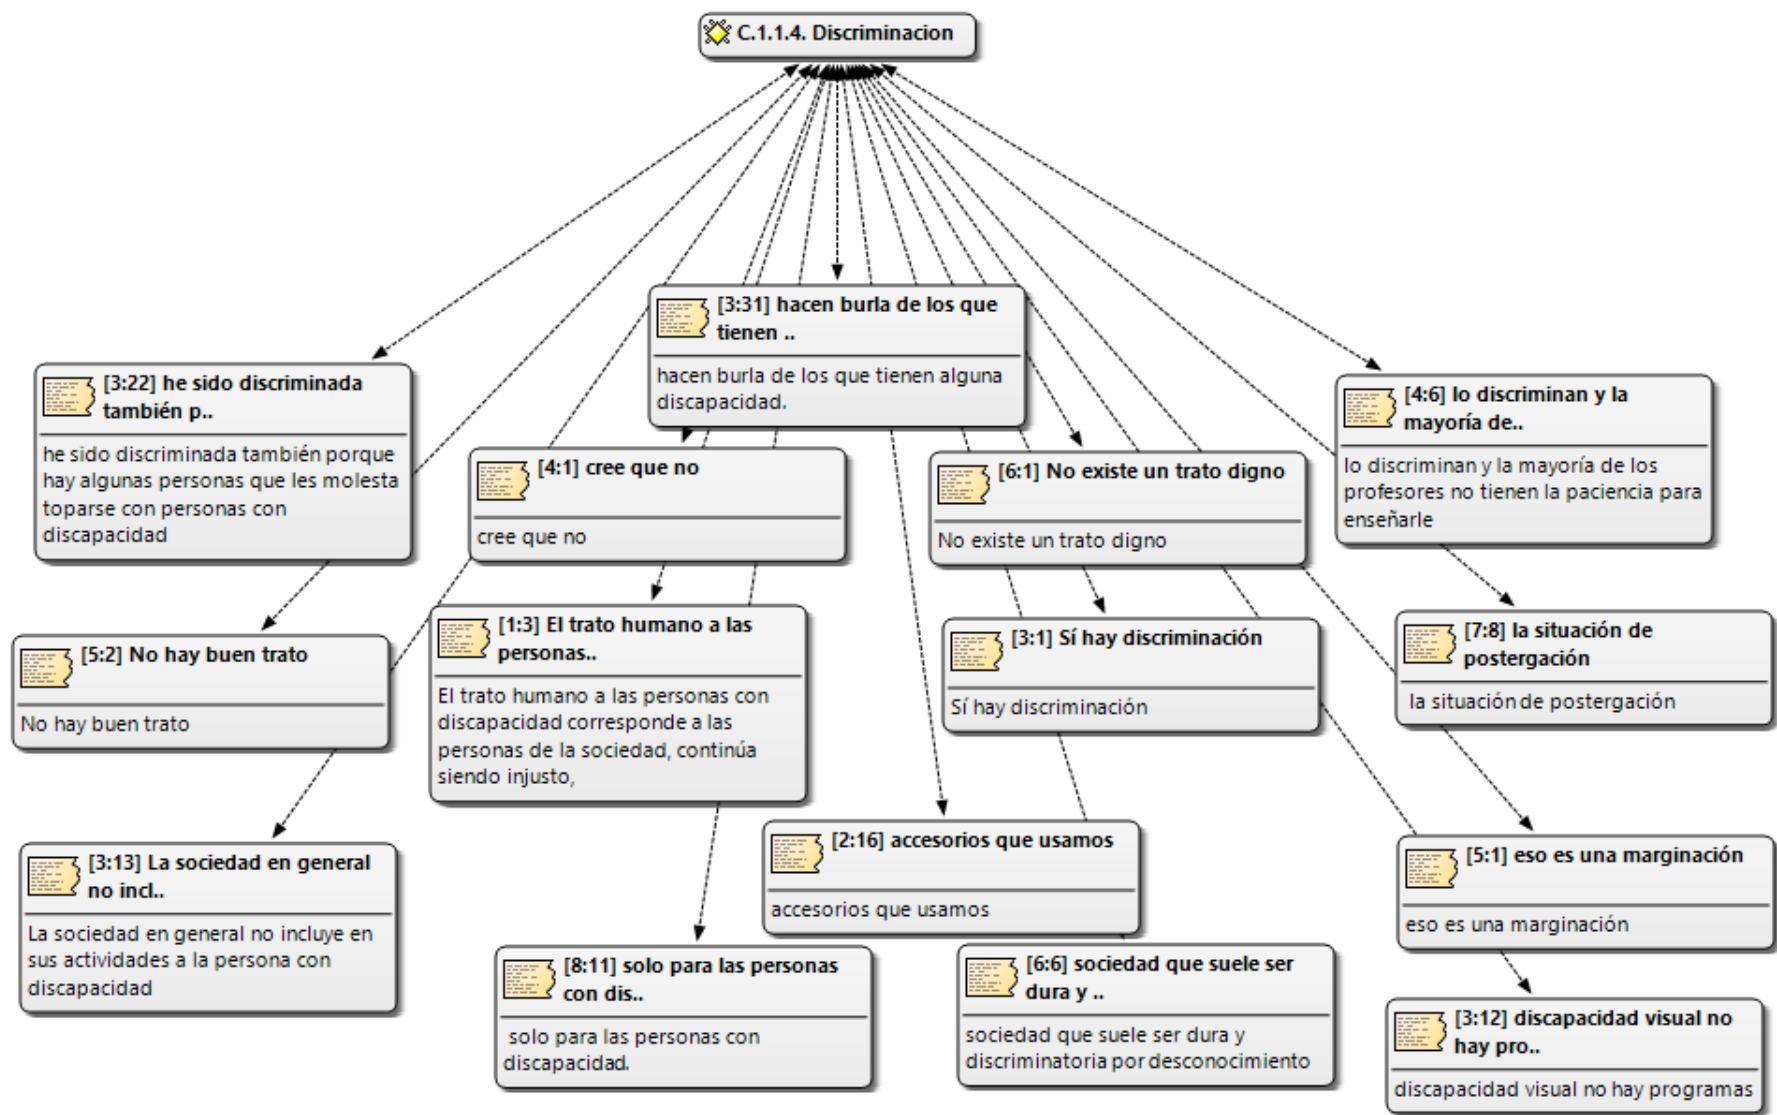 C.1.1.4. Discriminacion
[3:31] hacen burla de los que
tienen ..
hacen burla de los que tienen alguna
discapacidad.
[3:22] he sido discriminada
también p..
he sido discriminada también porque
hay algunas personas que les molesta
toparse con personas con
discapacidad
[4:6] lo discriminan y la
mayoría de..
lo discriminan y la mayoría de los
profesores no tienen la paciencia para
enseñarle
[4:1] cree que no
cree que no
[6:1] No existe un trato digno
No existe un trato digno
[5:2] No hay buen trato
No hay buen trato
[1:3] El trato humano a las
personas..
El trato humano a las personas con
discapacidad corresponde a las
personas de la sociedad, continúa
siendo injusto,
[3:1] Sí hay discriminación
Sí hay discriminación
[7:8] la situación de
postergación
la situación de postergación
[3:13] La sociedad en general
no incl..
La sociedad en general no incluye en
sus actividades a la persona con
discapacidad
[2:16] accesorios que usamos
accesorios que usamos
[5:1] eso es una marginación
eso es una marginación
[8:11] solo para las personas
con dis..
solo para las personas con
discapacidad.
[6:6] sociedad que suele ser
dura y ..
sociedad que suele ser dura y
discriminatoria por desconocimiento
[3:12] discapacidad visual no
hay pro..
discapacidad visual no hay programas